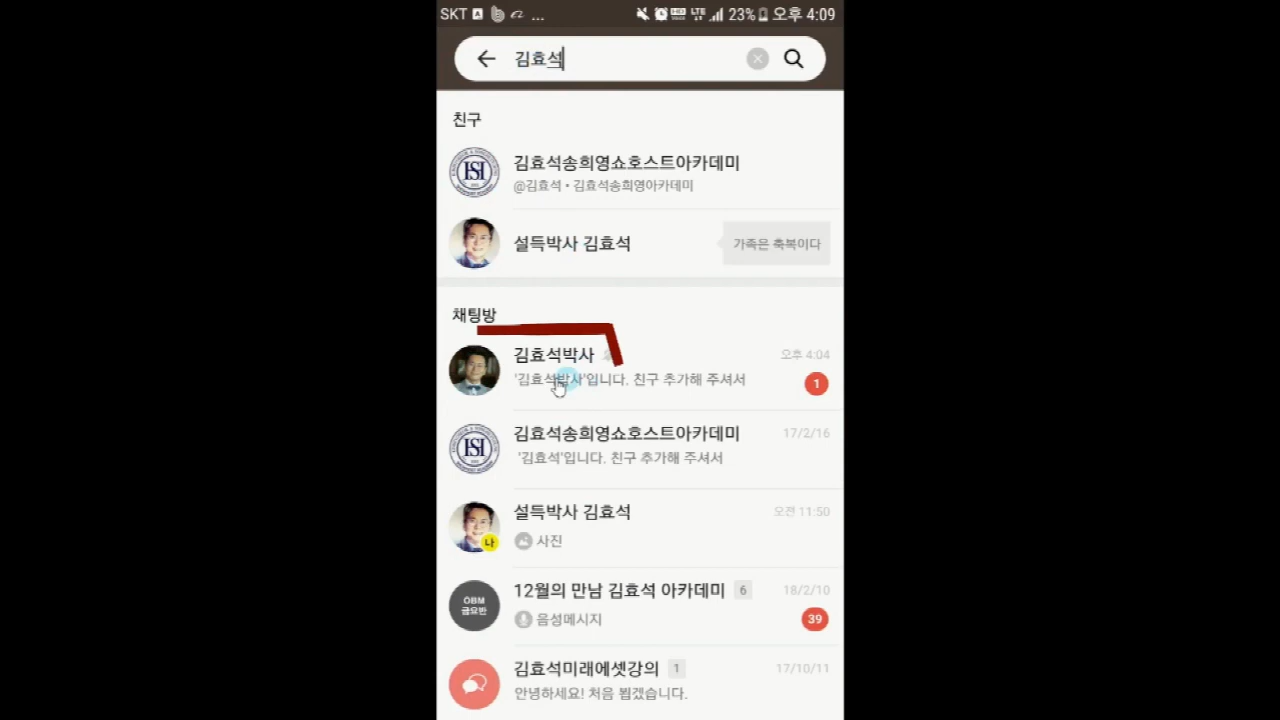 SKT ... 23% 오후 4:09
김효석
친구
김효석송희영쇼호스트아카데미
@김효석 • 김효석송희영아카데미
설득박사 김효석
가족은 축복이다
채팅방
김효석박사
오후 4:04
'김효석박사'입니다. 친구 추가해 주셔서
1
김효석송희영쇼호스트아카데미
17/2/16
'김효석'입니다. 친구 추가해 주셔서
설득박사 김효석
오전 11:50
나
사진
12월의 만남 김효석 아카데미 6
18/2/10
OBM
금요반
음성메시지
39
김효석미래에셋강의 1
17/10/11
안녕하세요! 처음 뵙겠습니다.